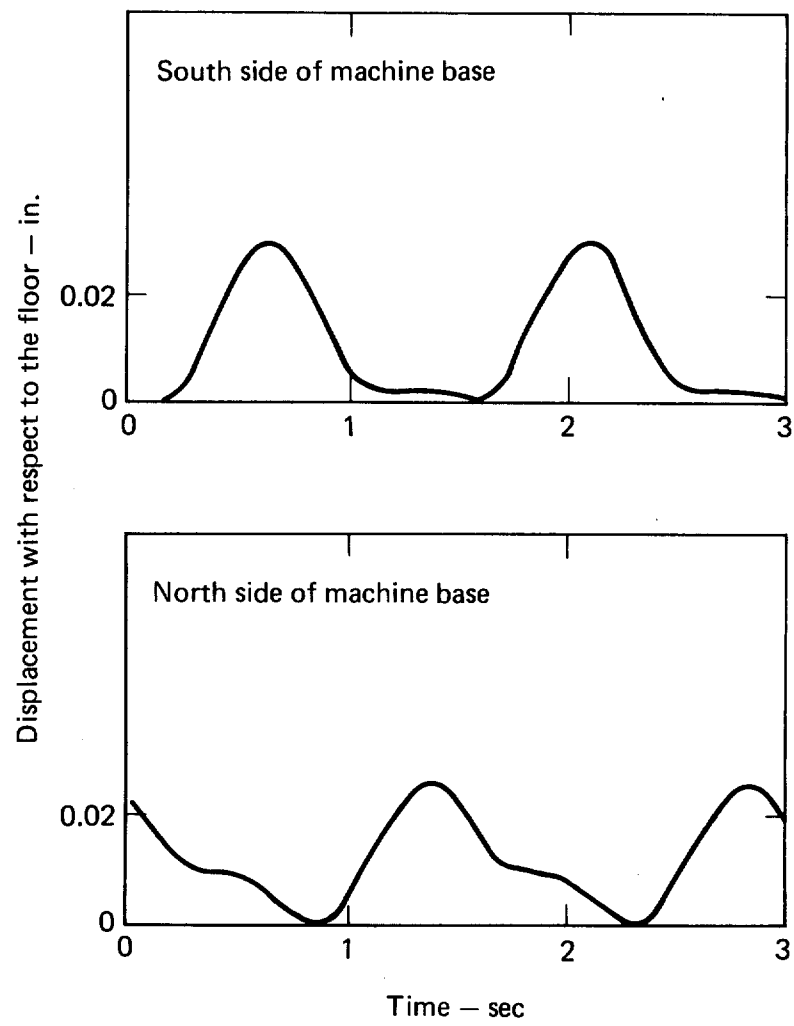 Displacement with respect to the floor — in.
South side of machine base
0.02
0
0 1 2 3
North side of machine base
0.02
0
0 1 2 3
Time — sec